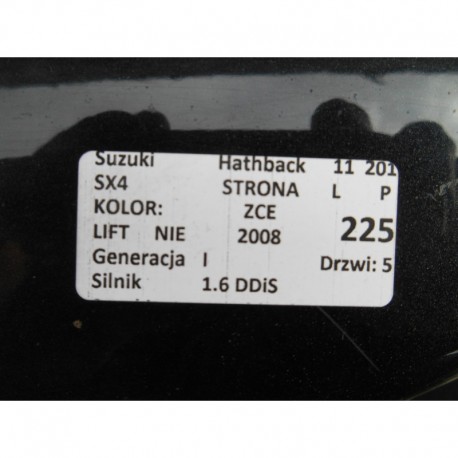 Suzuki Hathback 11 201
SX4 STRONA L P
KOLOR: ZCE
LIFT NIE 2008 225
Generacja I Drzwi: 5
Silnik 1.6 DDiS